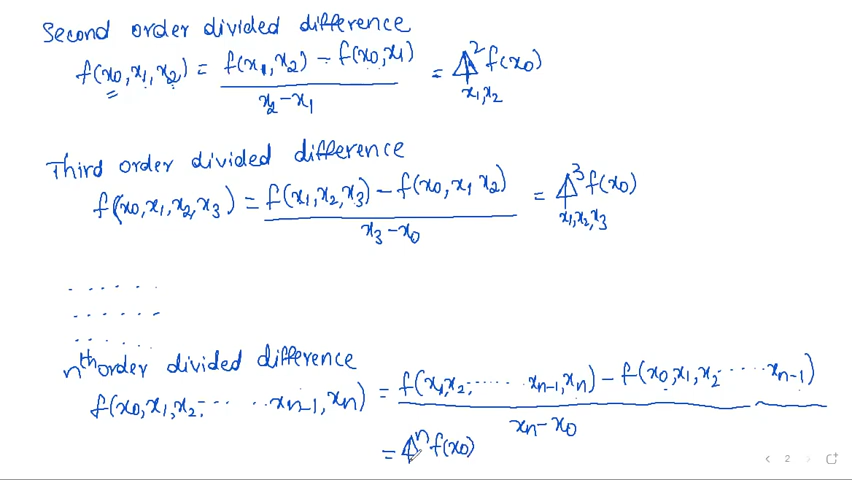 Second order divided difference
f(x0, x1, x2) = f(x1, x2) - f(x0, x1) / x2 - x1 = ⍋² f(x0) x1, x2
Third order divided difference
f(x0, x1, x2, x3) = f(x1, x2, x3) - f(x0, x1 x2) / x3 - x0 = ⍋³ f(x0) x1, x2, x3
. . . . . .
. . . . . .
. . . . . .
nth order divided difference
f(x0, x1, x2, ... ... xn-1, xn) = f(x1, x2, ...... xn-1, xn) - f(x0, x1, x2 ...... xn-1) / xn - x0
= ⍋ⁿ f(x0)
2